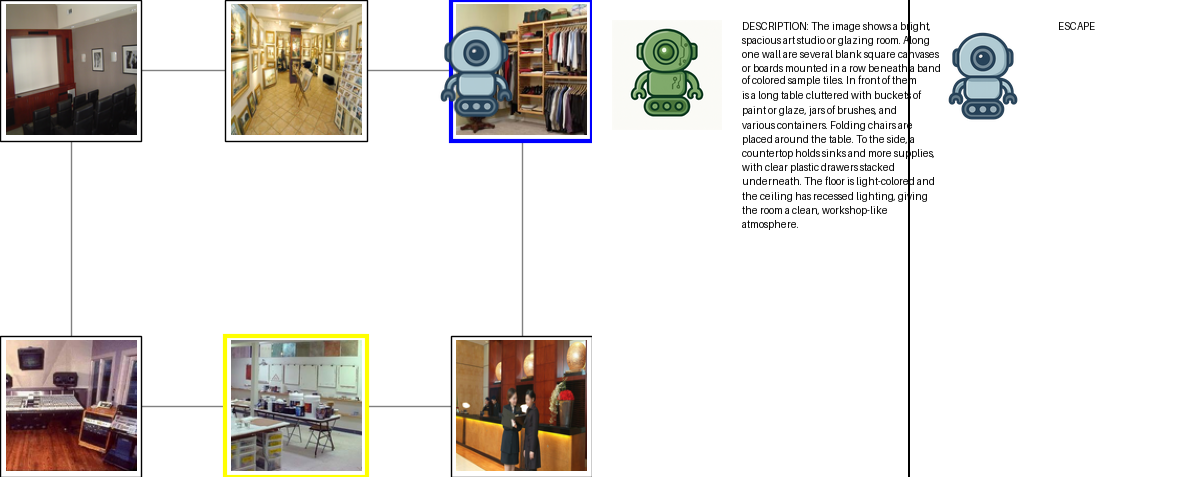 DESCRIPTION: The image shows a bright,
spacious art studio or glazing room. Along
one wall are several blank square canvases
or boards mounted in a row beneath a band
of colored sample tiles. In front of them
is a long table cluttered with buckets of
paint or glaze, jars of brushes, and
various containers. Folding chairs are
placed around the table. To the side, a
countertop holds sinks and more supplies,
with clear plastic drawers stacked
underneath. The floor is light-colored and
the ceiling has recessed lighting, giving
the room a clean, workshop-like
atmosphere.
ESCAPE